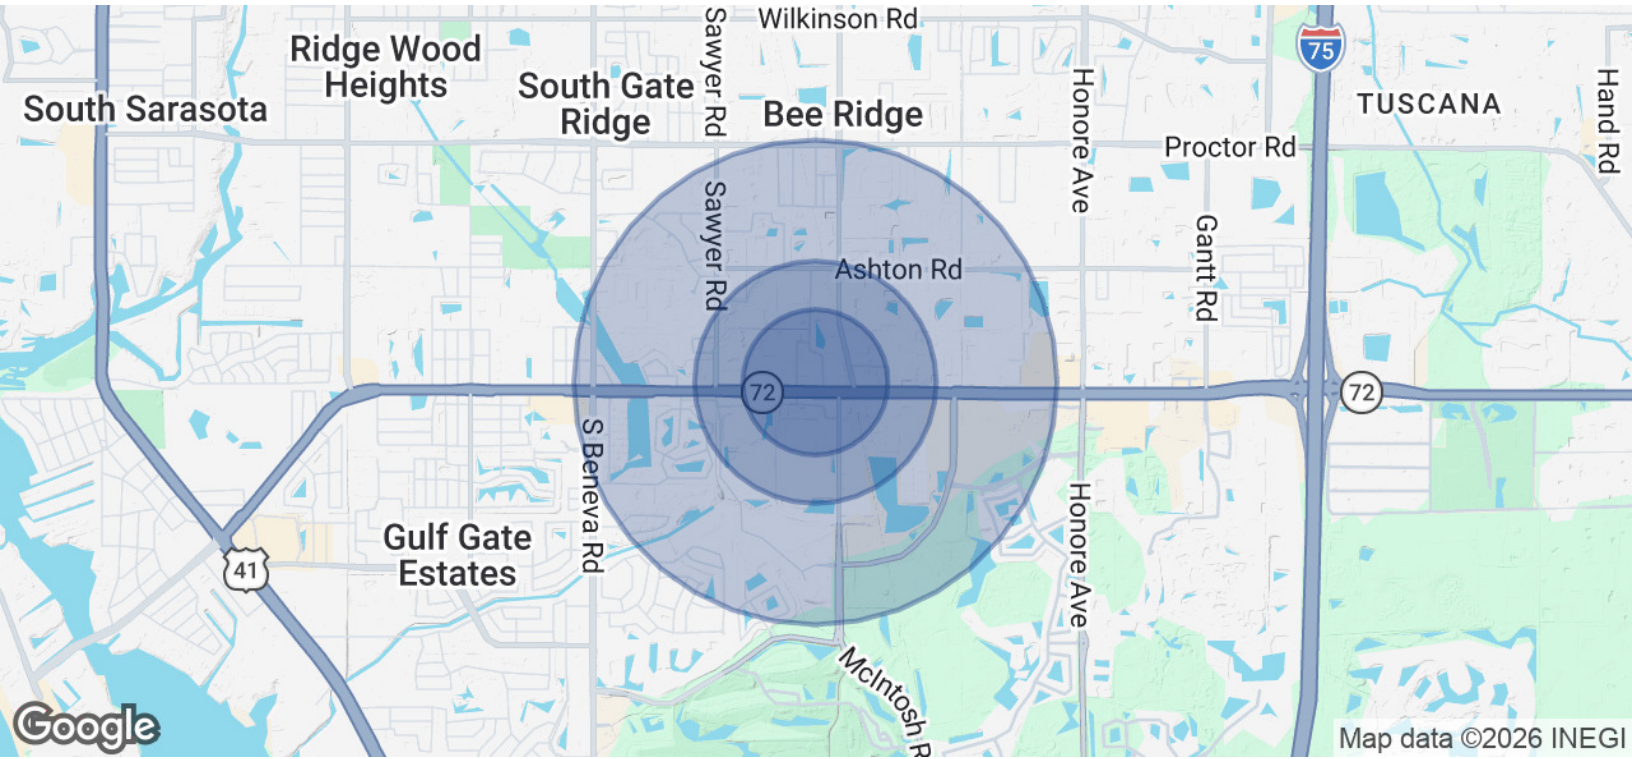 Wilkinson Rd
Sawyer Rd
75
Ridge Wood
Heights
South Gate
Ridge
Bee Ridge
Honore Ave
TUSCANA
Hand Rd
South Sarasota
Proctor Rd
Sawyer Rd
Gantt Rd
Ashton Rd
72
72
S Beneva Rd
Honore Ave
Gulf Gate
Estates
41
McIntosh R
Google
Map data ©2026 INEGI